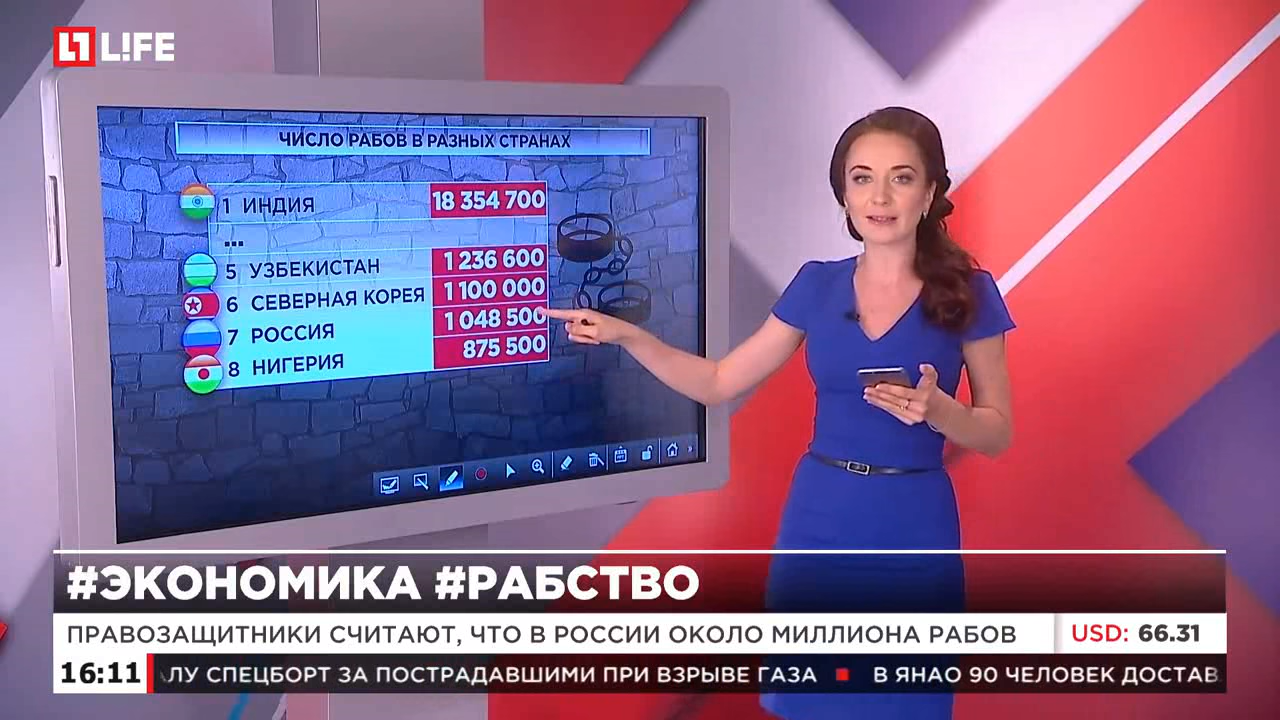 L!FE
ЧИСЛО РАБОВ В РАЗНЫХ СТРАНАХ
1 ИНДИЯ 18 354 700
...
5 УЗБЕКИСТАН 1 236 600
6 СЕВЕРНАЯ КОРЕЯ 1 100 000
7 РОССИЯ 1 048 500
8 НИГЕРИЯ 875 500
#ЭКОНОМИКА #РАБСТВО
ПРАВОЗАЩИТНИКИ СЧИТАЮТ, ЧТО В РОССИИ ОКОЛО МИЛЛИОНА РАБОВ USD: 66.31
16:11 АЛУ СПЕЦБОРТ ЗА ПОСТРАДАВШИМИ ПРИ ВЗРЫВЕ ГАЗА ■ В ЯНАО 90 ЧЕЛОВЕК ДОСТАВ